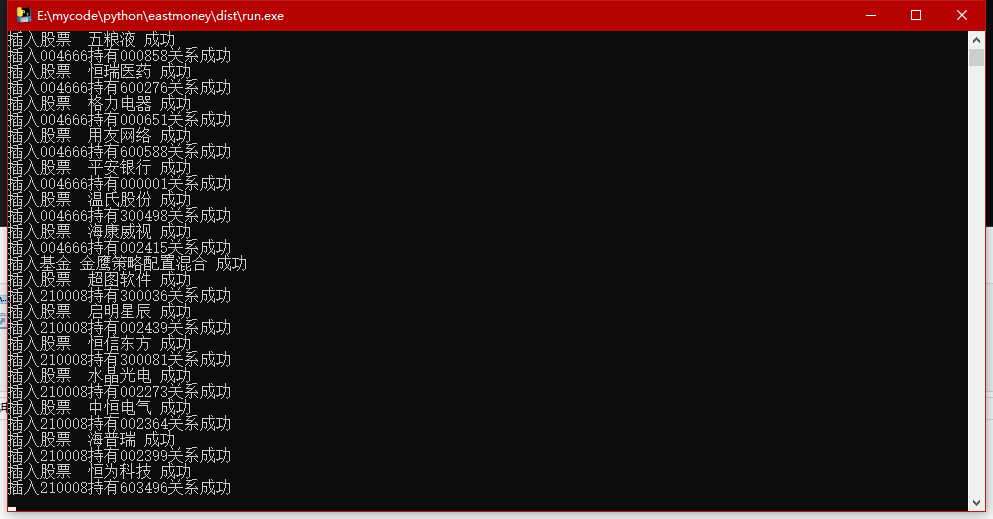 E:\mycode\python\eastmoney\dist\run.exe
插入股票  五粮液 成功
插入004666持有000858关系成功
插入股票  恒瑞医药 成功
插入004666持有600276关系成功
插入股票  格力电器 成功
插入004666持有000651关系成功
插入股票  用友网络 成功
插入004666持有600588关系成功
插入股票  平安银行 成功
插入004666持有000001关系成功
插入股票  温氏股份 成功
插入004666持有300498关系成功
插入股票  海康威视 成功
插入004666持有002415关系成功
插入基金 金鹰策略配置混合 成功
插入股票  超图软件 成功
插入210008持有300036关系成功
插入股票  启明星辰 成功
插入210008持有002439关系成功
插入股票  恒信东方 成功
插入210008持有300081关系成功
插入股票  水晶光电 成功
插入210008持有002273关系成功
插入股票  中恒电气 成功
插入210008持有002364关系成功
插入股票  海普瑞 成功
插入210008持有002399关系成功
插入股票  恒为科技 成功
插入210008持有603496关系成功